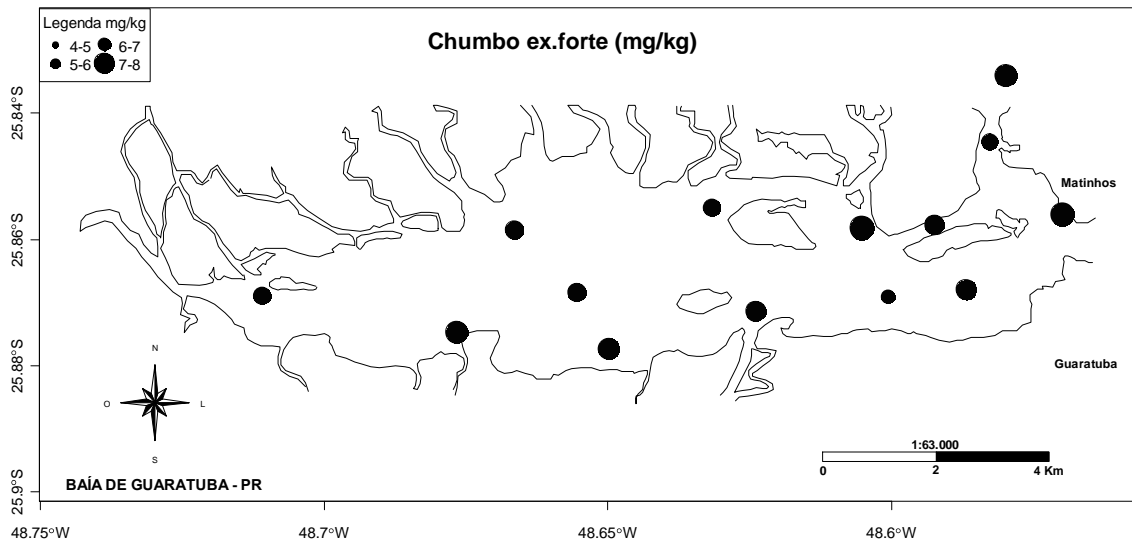 Legenda mg/kg
4-5 6-7
5-6 7-8
Chumbo ex.forte (mg/kg)
25.84°S
Matinhos
25.86°S
25.88°S
Guaratuba
N
O L
S
1:63.000
0 2 4 Km
BAÍA DE GUARATUBA - PR
25.9°S
48.75°W 48.7°W 48.65°W 48.6°W